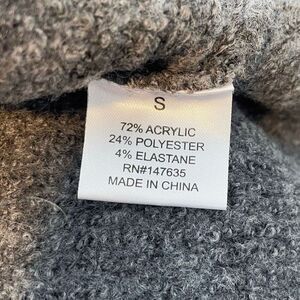 S
72% ACRYLIC
24% POLYESTER
4% ELASTANE
RN#147635
MADE IN CHINA